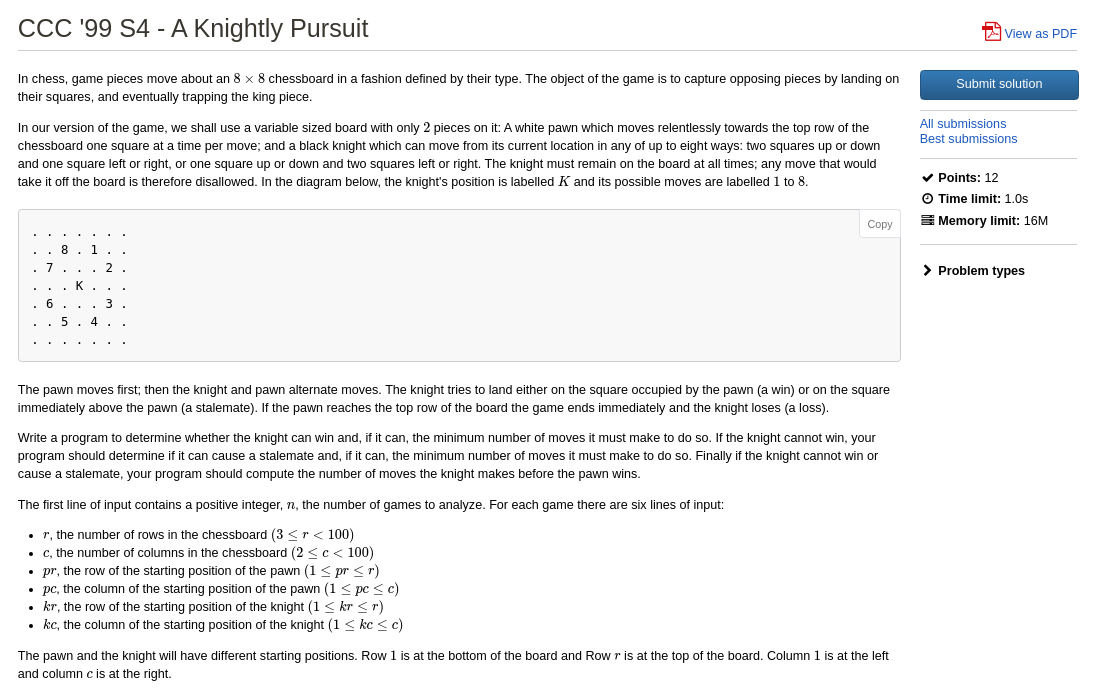 CCC '99 S4 - A Knightly Pursuit
View as PDF
In chess, game pieces move about an 8 × 8 chessboard in a fashion defined by their type. The object of the game is to capture opposing pieces by landing on
their squares, and eventually trapping the king piece.
In our version of the game, we shall use a variable sized board with only 2 pieces on it: A white pawn which moves relentlessly towards the top row of the
chessboard one square at a time per move; and a black knight which can move from its current location in any of up to eight ways: two squares up or down
and one square left or right, or one square up or down and two squares left or right. The knight must remain on the board at all times; any move that would
take it off the board is therefore disallowed. In the diagram below, the knight's position is labelled K and its possible moves are labelled 1 to 8.
Copy
. . . . . . .
. . 8 . 1 . .
. 7 . . . 2 .
. . . K . . .
. 6 . . . 3 .
. . 5 . 4 . .
. . . . . . .
The pawn moves first; then the knight and pawn alternate moves. The knight tries to land either on the square occupied by the pawn (a win) or on the square
immediately above the pawn (a stalemate). If the pawn reaches the top row of the board the game ends immediately and the knight loses (a loss).
Write a program to determine whether the knight can win and, if it can, the minimum number of moves it must make to do so. If the knight cannot win, your
program should determine if it can cause a stalemate and, if it can, the minimum number of moves it must make to do so. Finally if the knight cannot win or
cause a stalemate, your program should compute the number of moves the knight makes before the pawn wins.
The first line of input contains a positive integer, n, the number of games to analyze. For each game there are six lines of input:
• r, the number of rows in the chessboard (3 ≤ r < 100)
• c, the number of columns in the chessboard (2 ≤ c < 100)
• pr, the row of the starting position of the pawn (1 ≤ pr ≤ r)
• pc, the column of the starting position of the pawn (1 ≤ pc ≤ c)
• kr, the row of the starting position of the knight (1 ≤ kr ≤ r)
• kc, the column of the starting position of the knight (1 ≤ kc ≤ c)
The pawn and the knight will have different starting positions. Row 1 is at the bottom of the board and Row r is at the top of the board. Column 1 is at the left
and column c is at the right.
Submit solution
All submissions
Best submissions
Points: 12
Time limit: 1.0s
Memory limit: 16M
Problem types